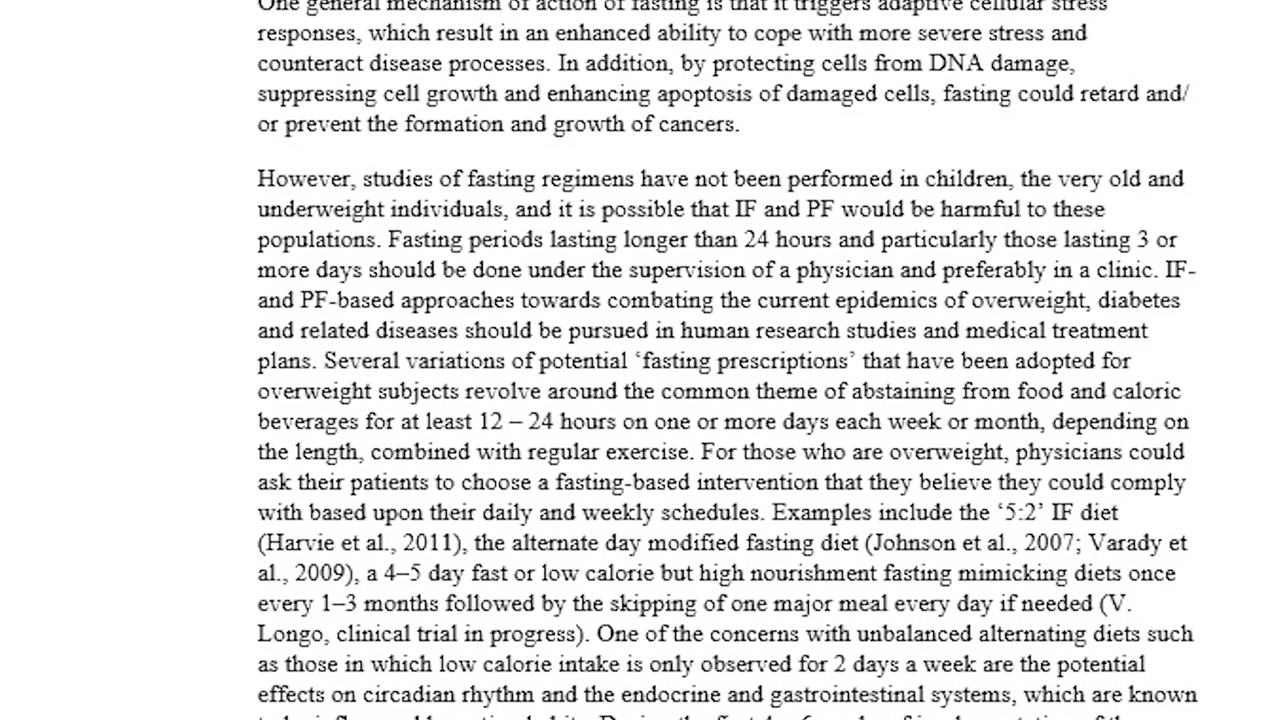 One general mechanism of action of fasting is that it triggers adaptive cellular stress
responses, which result in an enhanced ability to cope with more severe stress and
counteract disease processes. In addition, by protecting cells from DNA damage,
suppressing cell growth and enhancing apoptosis of damaged cells, fasting could retard and/
or prevent the formation and growth of cancers.
However, studies of fasting regimens have not been performed in children, the very old and
underweight individuals, and it is possible that IF and PF would be harmful to these
populations. Fasting periods lasting longer than 24 hours and particularly those lasting 3 or
more days should be done under the supervision of a physician and preferably in a clinic. IF-
and PF-based approaches towards combating the current epidemics of overweight, diabetes
and related diseases should be pursued in human research studies and medical treatment
plans. Several variations of potential ‘fasting prescriptions’ that have been adopted for
overweight subjects revolve around the common theme of abstaining from food and caloric
beverages for at least 12 – 24 hours on one or more days each week or month, depending on
the length, combined with regular exercise. For those who are overweight, physicians could
ask their patients to choose a fasting-based intervention that they believe they could comply
with based upon their daily and weekly schedules. Examples include the ‘5:2’ IF diet
(Harvie et al., 2011), the alternate day modified fasting diet (Johnson et al., 2007; Varady et
al., 2009), a 4–5 day fast or low calorie but high nourishment fasting mimicking diets once
every 1–3 months followed by the skipping of one major meal every day if needed (V.
Longo, clinical trial in progress). One of the concerns with unbalanced alternating diets such
as those in which low calorie intake is only observed for 2 days a week are the potential
effects on circadian rhythm and the endocrine and gastrointestinal systems, which are known